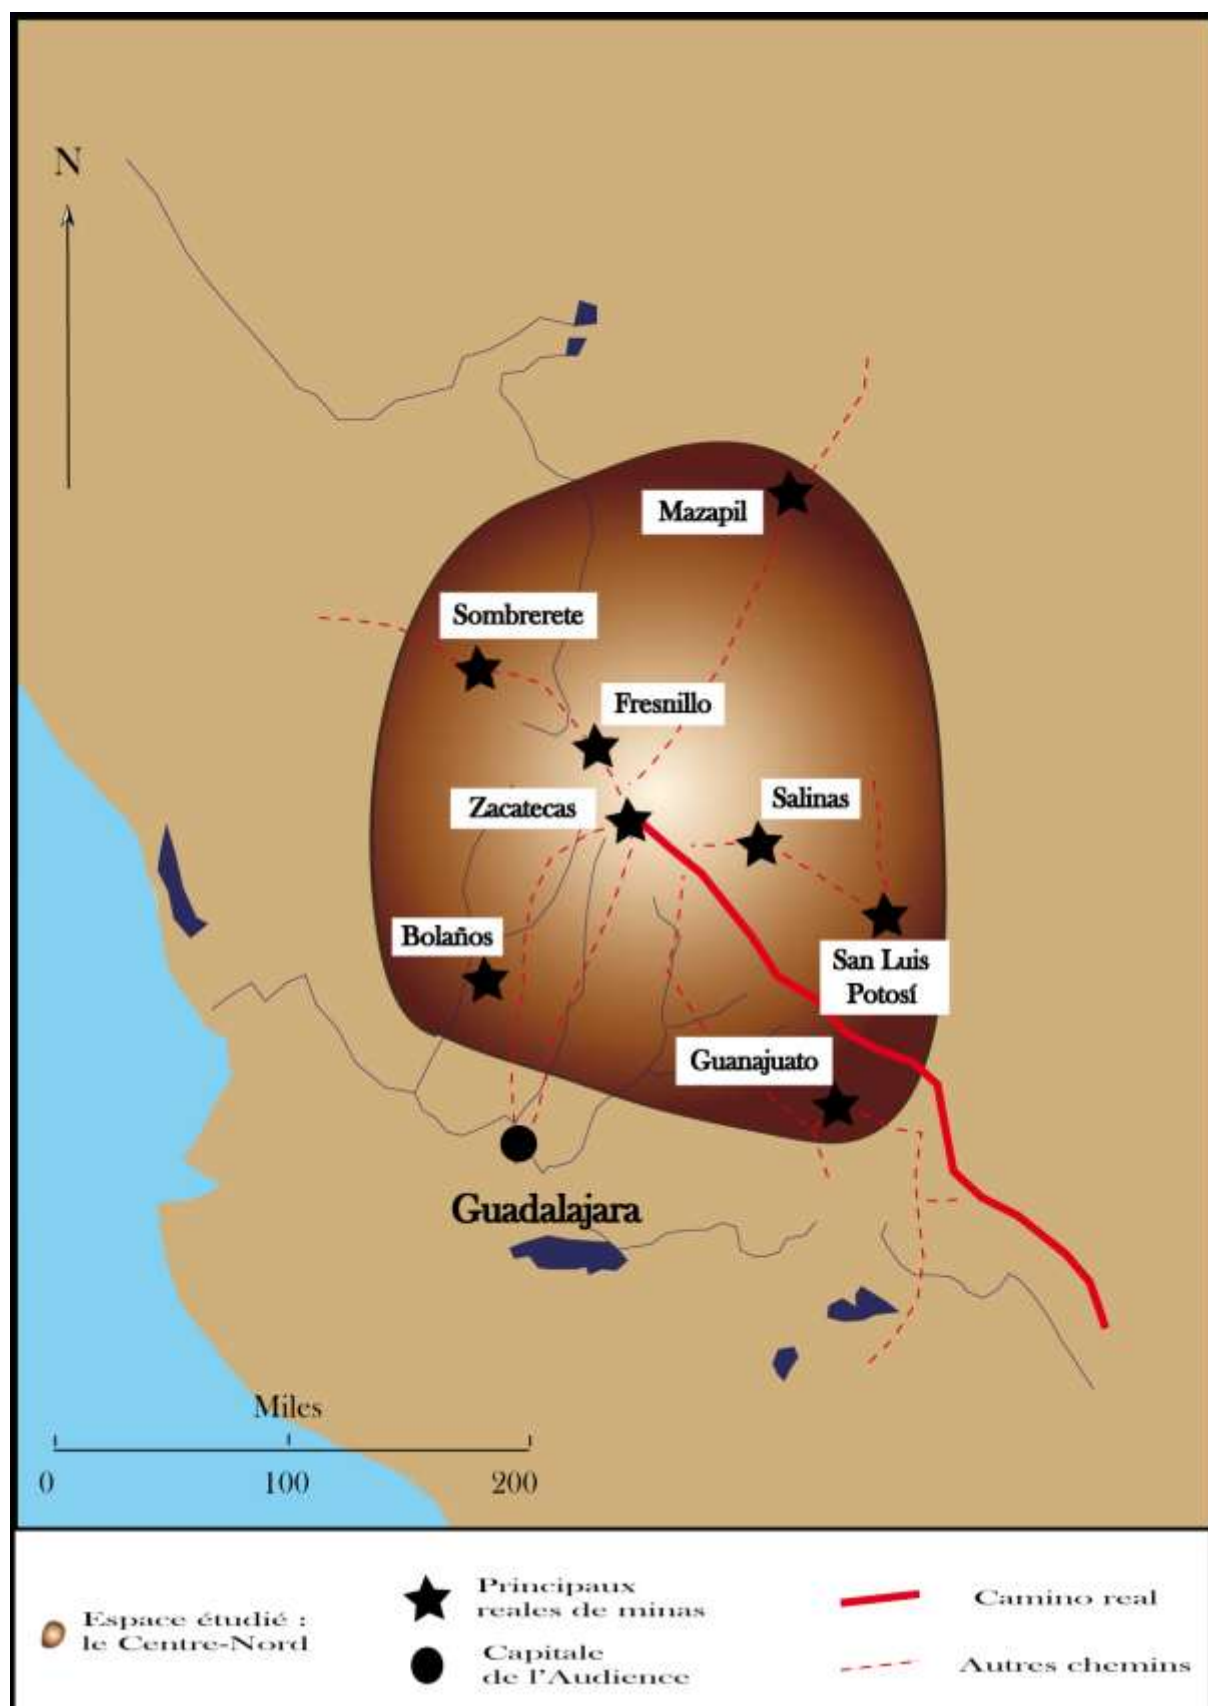 N
Mazapil
Sombrerete
Fresnillo
Zacatecas
Salinas
Bolaños
San Luis
Potosí
Guanajuato
Guadalajara
Miles
0 100 200
Espace étudié :
le Centre-Nord
Principaux
reales de minas
Capitale
de l'Audience
Camino real
Autres chemins